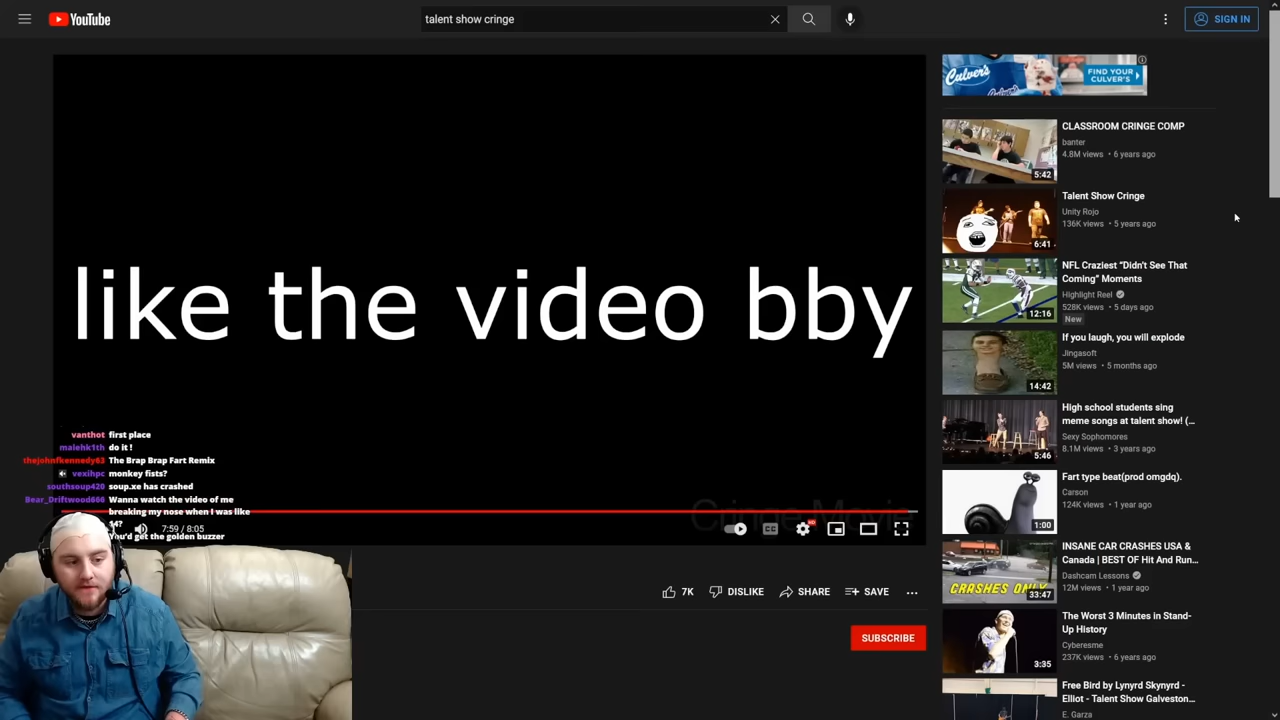 YouTube
talent show cringe
SIGN IN
like the video bby
vanthot first place
malehk1th do it !
thejohnfkennedy63 The Brap Brap Fart Remix
vexihpc monkey fists?
southsoup420 soup.xe has crashed
Bear_Driftwood666 Wanna watch the video of me
breaking my nose when I was like
14?
You'd get the golden buzzer
7:59 / 8:05
Cringe Movie
CC
HD
7K DISLIKE SHARE SAVE
SUBSCRIBE
Culver's
FIND YOUR
CULVER'S
CLASSROOM CRINGE COMP
banter
4.8M views • 6 years ago
5:42
Talent Show Cringe
Unity Rojo
136K views • 5 years ago
6:41
NFL Craziest “Didn't See That
Coming” Moments
Highlight Reel
528K views • 5 days ago
New
12:16
If you laugh, you will explode
Jingasoft
5M views • 5 months ago
14:42
High school students sing
meme songs at talent show! (...
Sexy Sophomores
8.1M views • 3 years ago
5:46
Fart type beat(prod omgdq).
Carson
124K views • 1 year ago
1:00
INSANE CAR CRASHES USA &
Canada | BEST OF Hit And Run...
Dashcam Lessons
12M views • 1 year ago
CRASHES ONLY
33:47
The Worst 3 Minutes in Stand-
Up History
Cyberesme
237K views • 6 years ago
3:35
Free Bird by Lynyrd Skynyrd -
Elliot - Talent Show Galveston...
E. Garza